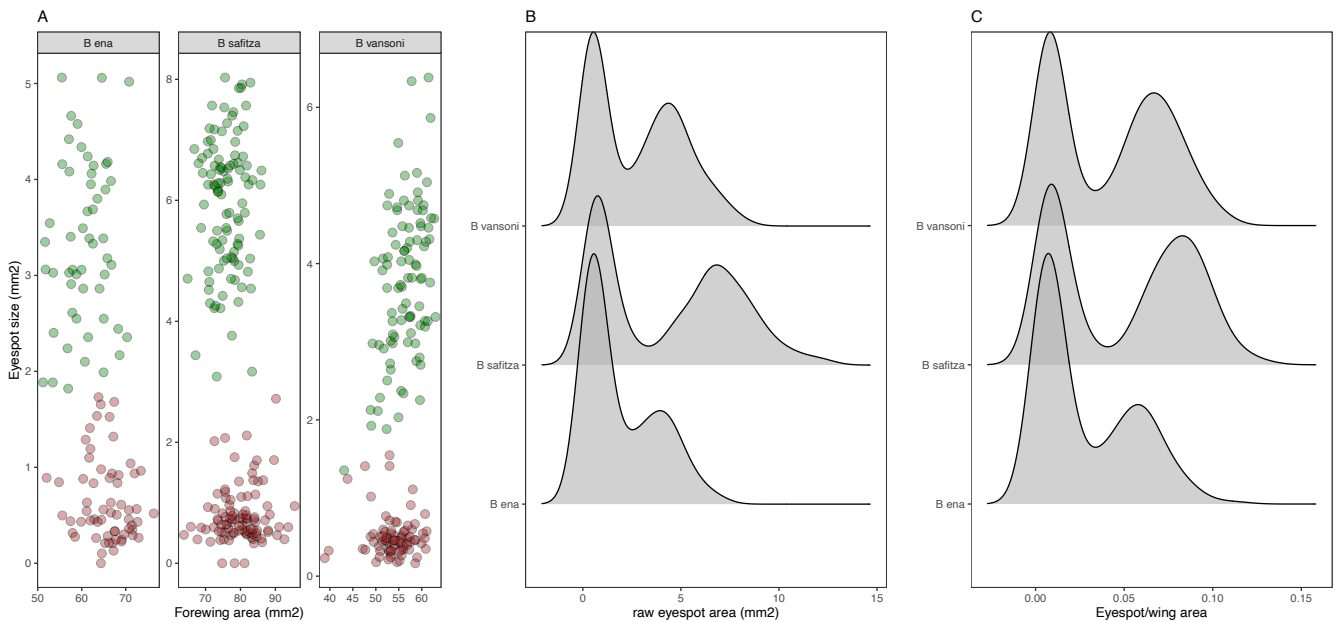 A
B ena
B safitza
B vansoni
Eyespot size (mm2)
5
4
3
2
1
0
8
6
4
2
0
6
4
2
0
50 60 70
70 80 90
40 45 50 55 60
Forewing area (mm2)
B
B vansoni
B safitza
B ena
0 5 10 15
raw eyespot area (mm2)
C
B vansoni
B safitza
B ena
0.00 0.05 0.10 0.15
Eyespot/wing area